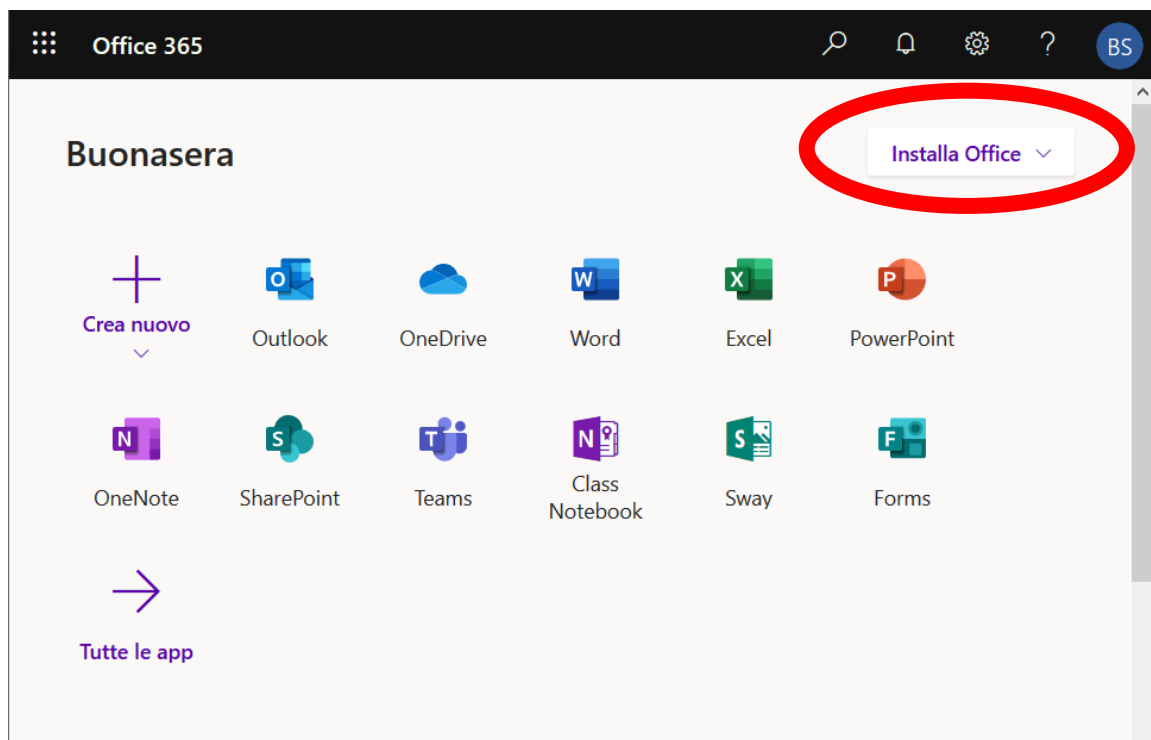 Office 365
?
BS
Buonasera
Installa Office
Crea nuovo
O
Outlook
OneDrive
W
Word
X
Excel
P
PowerPoint
N
OneNote
S
SharePoint
T
Teams
N
Class
Notebook
S
Sway
F
Forms
Tutte le app